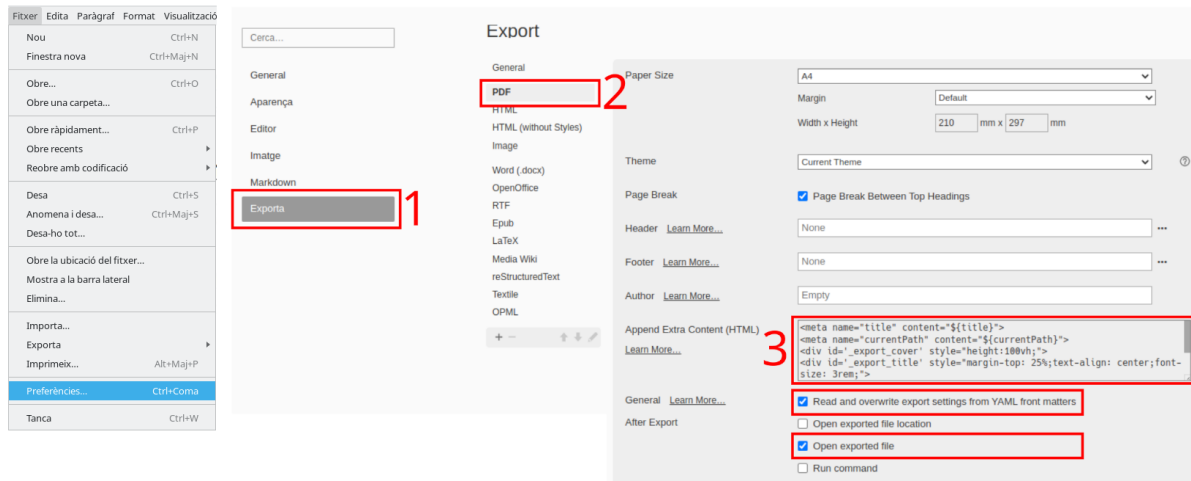 Fitxer Edita Paràgraf Format Visualització
Nou Ctrl+N
Finestra nova Ctrl+Maj+N
Obre... Ctrl+O
Obre una carpeta...
Obre ràpidament... Ctrl+P
Obre recents
Reobre amb codificació
Desa Ctrl+S
Anomena i desa... Ctrl+Maj+S
Desa-ho tot...
Obre la ubicació del fitxer...
Mostra a la barra lateral
Elimina...
Importa...
Exporta
Imprimeix... Alt+Maj+P
Preferències... Ctrl+Coma
Tanca Ctrl+W
Cerca...
General
Aparença
Editor
Imatge
Markdown
Exporta
1
Export
General
PDF
2
HTML
HTML (without Styles)
Image
Word (.docx)
OpenOffice
RTF
Epub
LaTeX
Media Wiki
reStructuredText
Textile
OPML
+ −
Paper Size A4
Margin Default
Width x Height 210 mm x 297 mm
Theme Current Theme
Page Break Page Break Between Top Headings
Header Learn More... None
Footer Learn More... None
Author Learn More... Empty
Append Extra Content (HTML)
Learn More...
3
<meta name="title" content="${title}">
<meta name="currentPath" content="${currentPath}">
<div id='_export_cover' style="height:100vh;">
<div id='_export_title' style="margin-top: 25%;text-align: center;font-
size: 3rem;">
General Learn More... Read and overwrite export settings from YAML front matters
After Export Open exported file location
Open exported file
Run command